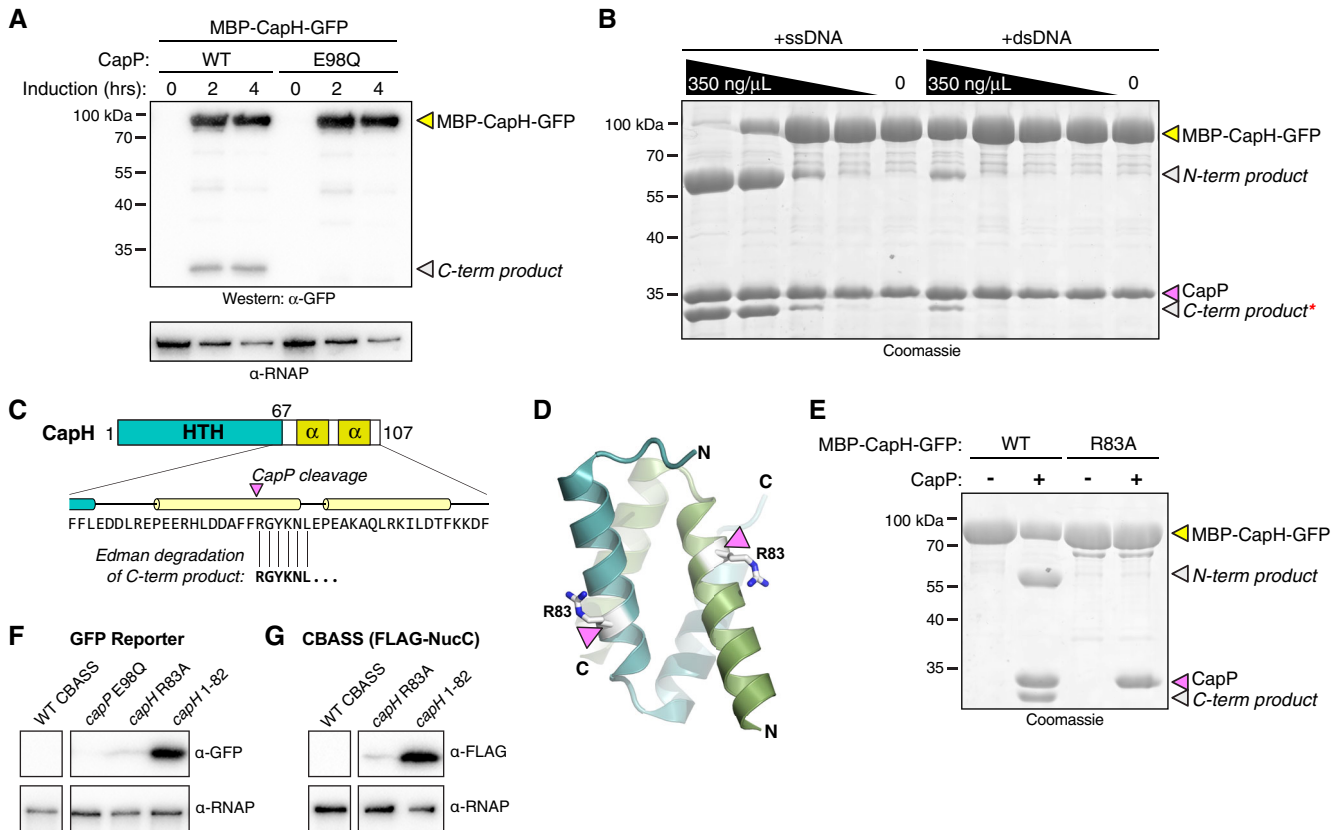 A
MBP-CapH-GFP
CapP: WT E98Q
Induction (hrs): 0 2 4 0 2 4
100 kDa
70
55
40
35
MBP-CapH-GFP
C-term product
Western: α-GFP
α-RNAP
B
+ssDNA +dsDNA
350 ng/µL 0 350 ng/µL 0
100 kDa
70
55
40
35
MBP-CapH-GFP
N-term product
CapP
C-term product*
Coomassie
C
67
CapH 1 HTH α α 107
CapP cleavage
FFLEDDLREPEERHLDDAFFRGYKNLEPEAKAQLRKILDTFKKDF
Edman degradation
of C-term product: RGYKNL...
D
N
C
R83
R83
C
N
E
MBP-CapH-GFP: WT R83A
CapP: - + - +
100 kDa
70
55
40
35
MBP-CapH-GFP
N-term product
CapP
C-term product
Coomassie
F
GFP Reporter
WT CBASS
capP E98Q
capH R83A
capH 1-82
α-GFP
α-RNAP
G
CBASS (FLAG-NucC)
WT CBASS
capH R83A
capH 1-82
α-FLAG
α-RNAP